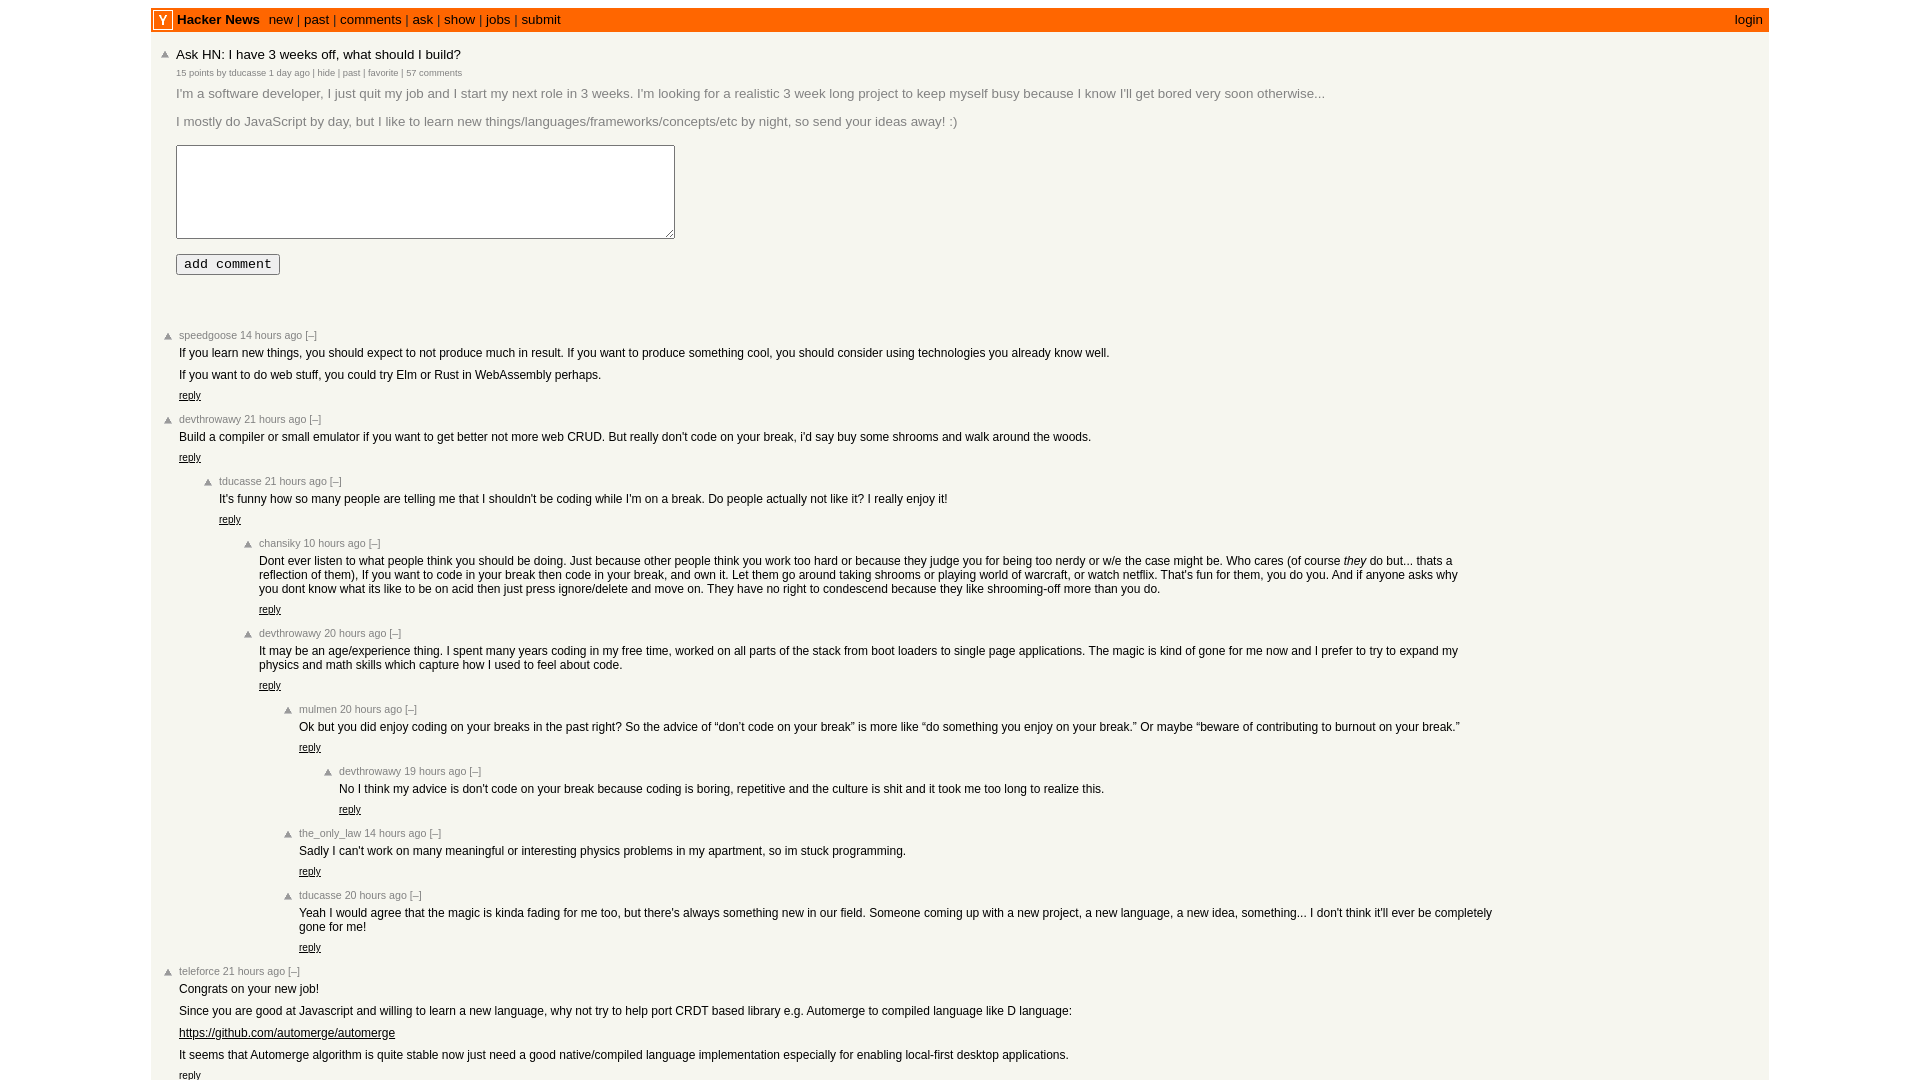 Y Hacker News new | past | comments | ask | show | jobs | submit login
Ask HN: I have 3 weeks off, what should I build?
15 points by tducasse 1 day ago | hide | past | favorite | 57 comments
I'm a software developer, I just quit my job and I start my next role in 3 weeks. I'm looking for a realistic 3 week long project to keep myself busy because I know I'll get bored very soon otherwise...
I mostly do JavaScript by day, but I like to learn new things/languages/frameworks/concepts/etc by night, so send your ideas away! :)
add comment
speedgoose 14 hours ago [–]
If you learn new things, you should expect to not produce much in result. If you want to produce something cool, you should consider using technologies you already know well.
If you want to do web stuff, you could try Elm or Rust in WebAssembly perhaps.
reply
devthrowawy 21 hours ago [–]
Build a compiler or small emulator if you want to get better not more web CRUD. But really don't code on your break, i'd say buy some shrooms and walk around the woods.
reply
tducasse 21 hours ago [–]
It's funny how so many people are telling me that I shouldn't be coding while I'm on a break. Do people actually not like it? I really enjoy it!
reply
chansiky 10 hours ago [–]
Dont ever listen to what people think you should be doing. Just because other people think you work too hard or because they judge you for being too nerdy or w/e the case might be. Who cares (of course they do but... thats a
reflection of them), If you want to code in your break then code in your break, and own it. Let them go around taking shrooms or playing world of warcraft, or watch netflix. That's fun for them, you do you. And if anyone asks why
you dont know what its like to be on acid then just press ignore/delete and move on. They have no right to condescend because they like shrooming-off more than you do.
reply
devthrowawy 20 hours ago [–]
It may be an age/experience thing. I spent many years coding in my free time, worked on all parts of the stack from boot loaders to single page applications. The magic is kind of gone for me now and I prefer to try to expand my
physics and math skills which capture how I used to feel about code.
reply
mulmen 20 hours ago [–]
Ok but you did enjoy coding on your breaks in the past right? So the advice of “don’t code on your break” is more like “do something you enjoy on your break.” Or maybe “beware of contributing to burnout on your break.”
reply
devthrowawy 19 hours ago [–]
No I think my advice is don't code on your break because coding is boring, repetitive and the culture is shit and it took me too long to realize this.
reply
the_only_law 14 hours ago [–]
Sadly I can't work on many meaningful or interesting physics problems in my apartment, so im stuck programming.
reply
tducasse 20 hours ago [–]
Yeah I would agree that the magic is kinda fading for me too, but there's always something new in our field. Someone coming up with a new project, a new language, a new idea, something... I don't think it'll ever be completely
gone for me!
reply
teleforce 21 hours ago [–]
Congrats on your new job!
Since you are good at Javascript and willing to learn a new language, why not try to help port CRDT based library e.g. Automerge to compiled language like D language:
https://github.com/automerge/automerge
It seems that Automerge algorithm is quite stable now just need a good native/compiled language implementation especially for enabling local-first desktop applications.
reply